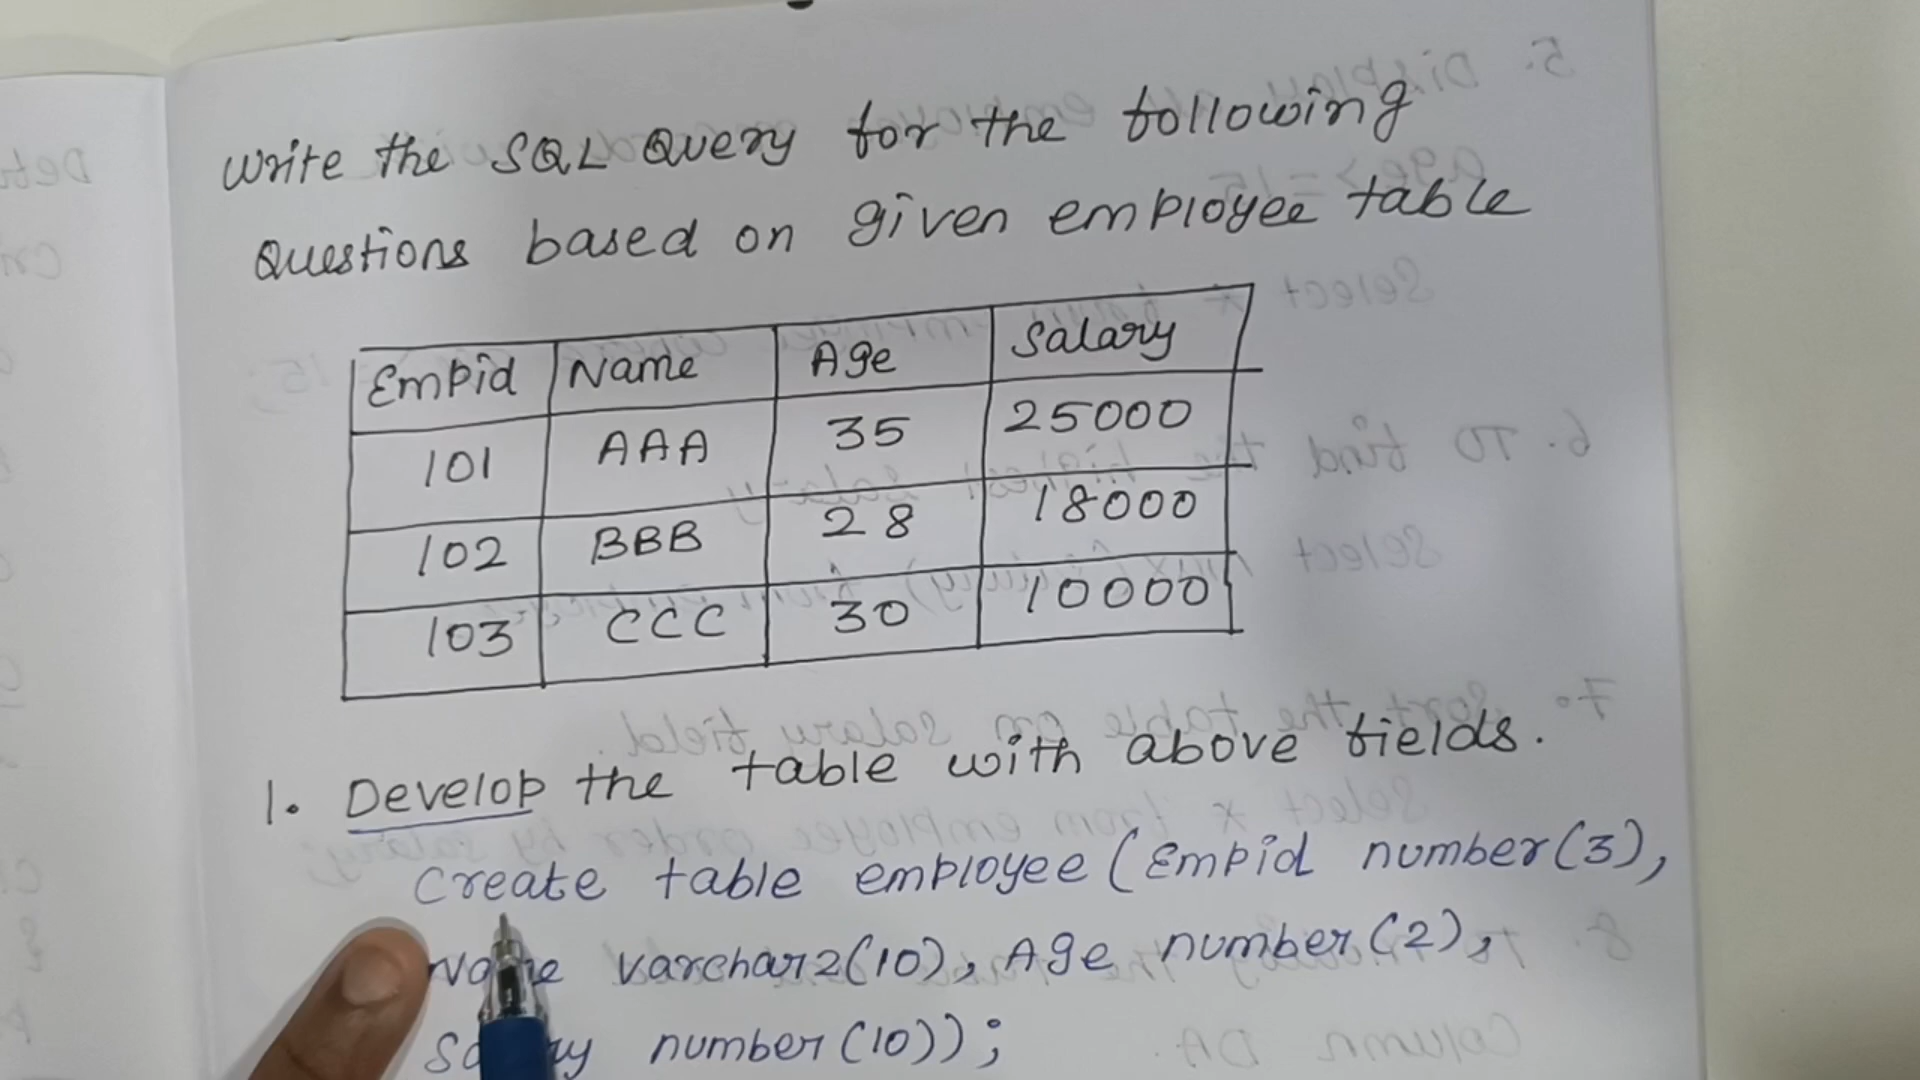 Write the SQL Query for the following
Questions based on given employee table
Empid Name Age Salary
101 AAA 35 25000
102 BBB 28 18000
103 CCC 30 10000
1. Develop the table with above fields.
Create table employee (Empid number(3),
Name varchar2(10), Age number(2),
Salary number(10));